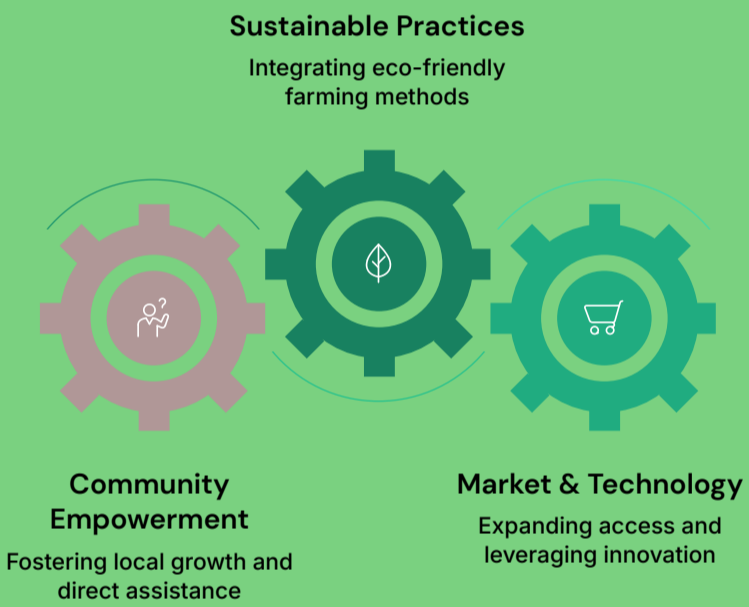 Sustainable Practices
Integrating eco-friendly
farming methods
Community
Empowerment
Fostering local growth and
direct assistance
Market & Technology
Expanding access and
leveraging innovation